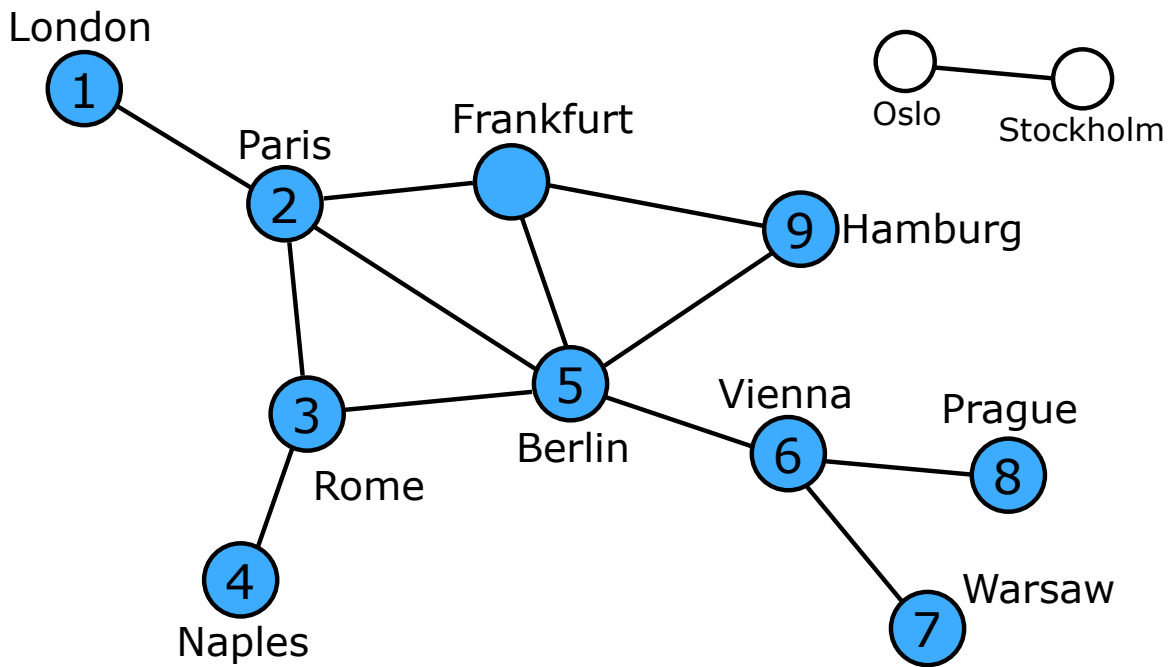 London
1
Oslo
Stockholm
Frankfurt
Paris
2
9
Hamburg
5
Berlin
3
Rome
Vienna
6
Prague
8
4
Naples
Warsaw
7